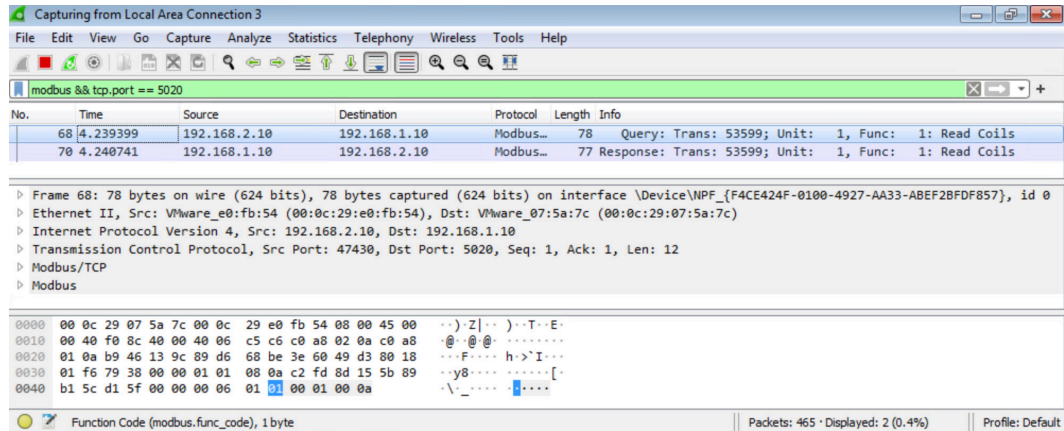 Capturing from Local Area Connection 3
File Edit View Go Capture Analyze Statistics Telephony Wireless Tools Help
modbus && tcp.port == 5020
No. Time Source Destination Protocol Length Info
68 4.239399 192.168.2.10 192.168.1.10 Modbus... 78 Query: Trans: 53599; Unit: 1, Func: 1: Read Coils
70 4.240741 192.168.1.10 192.168.2.10 Modbus... 77 Response: Trans: 53599; Unit: 1, Func: 1: Read Coils
Frame 68: 78 bytes on wire (624 bits), 78 bytes captured (624 bits) on interface \Device\NPF_{F4CE424F-0100-4927-AA33-ABEF2BFDF857}, id 0
Ethernet II, Src: VMware_e0:fb:54 (00:0c:29:e0:fb:54), Dst: VMware_07:5a:7c (00:0c:29:07:5a:7c)
Internet Protocol Version 4, Src: 192.168.2.10, Dst: 192.168.1.10
Transmission Control Protocol, Src Port: 47430, Dst Port: 5020, Seq: 1, Ack: 1, Len: 12
Modbus/TCP
Modbus
0000 00 0c 29 07 5a 7c 00 0c 29 e0 fb 54 08 00 45 00 ··)·Z|·· )··T··E·
0010 00 40 f0 8c 40 00 40 06 c5 c6 c0 a8 02 0a c0 a8 ·@··@·@· ········
0020 01 0a b9 46 13 9c 89 d6 68 be 3e 60 49 d3 80 18 ···F···· h·>`I···
0030 01 f6 79 38 00 00 01 01 08 0a c2 fd 8d 15 5b 89 ··y8···· ······[·
0040 b1 5c d1 5f 00 00 00 06 01 01 00 01 00 0a ·\·_···· ······
Function Code (modbus.func_code), 1 byte Packets: 465 · Displayed: 2 (0.4%) Profile: Default